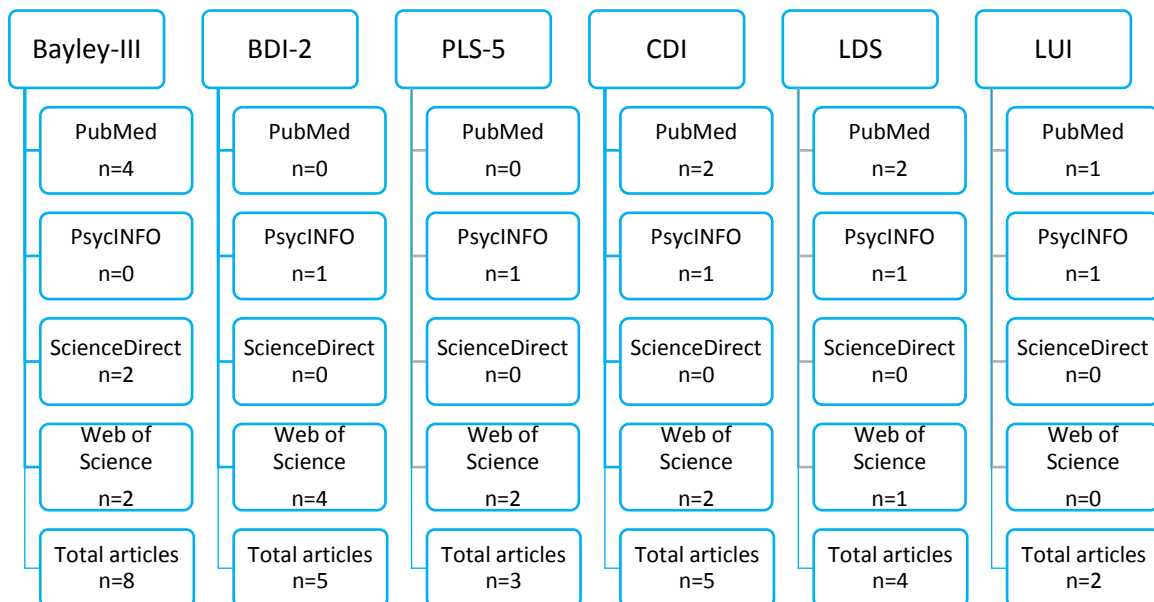 Bayley-III
PubMed
n=4
PsycINFO
n=0
ScienceDirect
n=2
Web of
Science
n=2
Total articles
n=8
BDI-2
PubMed
n=0
PsycINFO
n=1
ScienceDirect
n=0
Web of
Science
n=4
Total articles
n=5
PLS-5
PubMed
n=0
PsycINFO
n=1
ScienceDirect
n=0
Web of
Science
n=2
Total articles
n=3
CDI
PubMed
n=2
PsycINFO
n=1
ScienceDirect
n=0
Web of
Science
n=2
Total articles
n=5
LDS
PubMed
n=2
PsycINFO
n=1
ScienceDirect
n=0
Web of
Science
n=1
Total articles
n=4
LUI
PubMed
n=1
PsycINFO
n=1
ScienceDirect
n=0
Web of
Science
n=0
Total articles
n=2